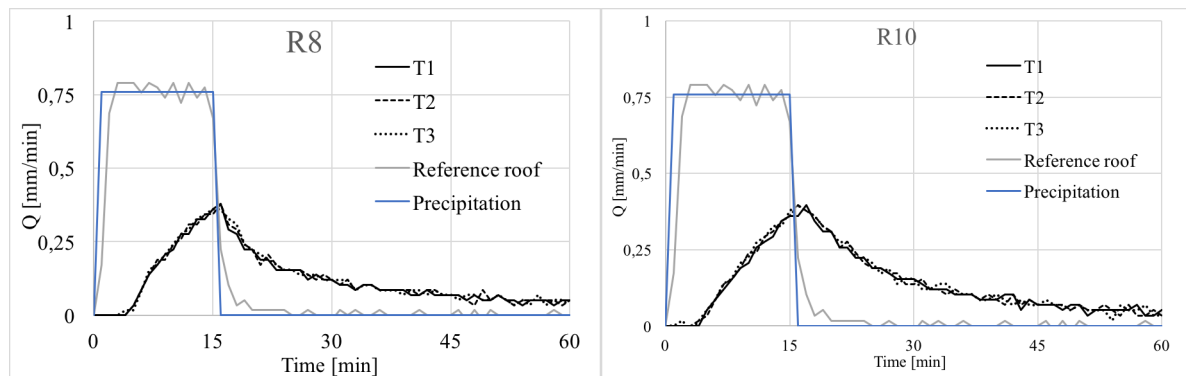 R8
1
0,75
0,5
0,25
0
0
15
30
45
60
Q [mm/min]
Time [min]
T1
T2
T3
Reference roof
Precipitation
R10
1
0,75
0,5
0,25
0
0
15
30
45
60
Q [mm/min]
Time [min]
T1
T2
T3
Reference roof
Precipitation